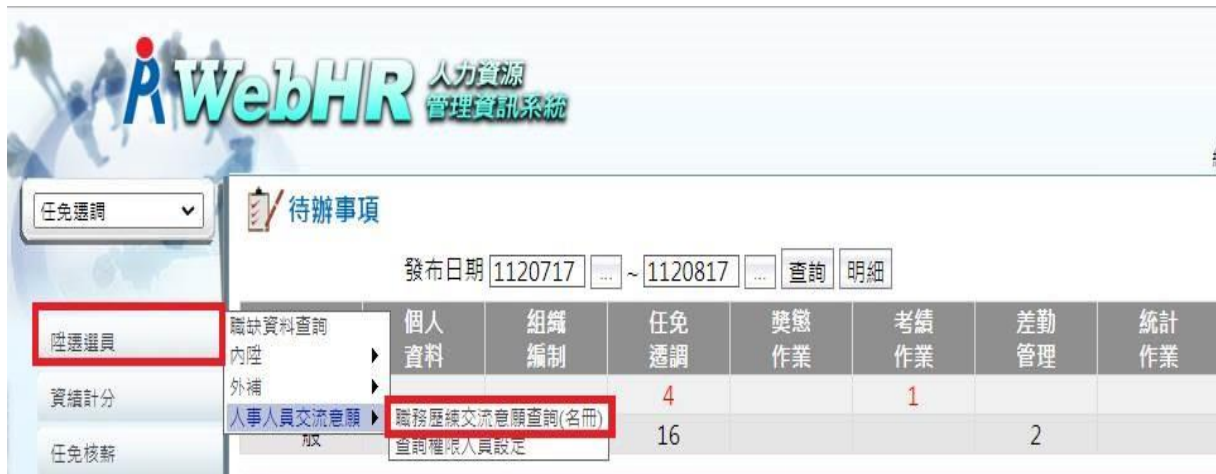 WebHR 人力資源
管理資訊系統
任免遷調
待辦事項
發布日期 1120717 ... ~ 1120817 ... 查詢 明細
陞遷選員
資績計分
任免核薪
職缺資料查詢
內陞
外補
人事人員交流意願
職務歷練交流意願查詢(名冊)
查詢權限人員設定
個人資料
組織編制
任免遷調
獎懲作業
考績作業
差勤管理
統計作業
4 1
般 16 2